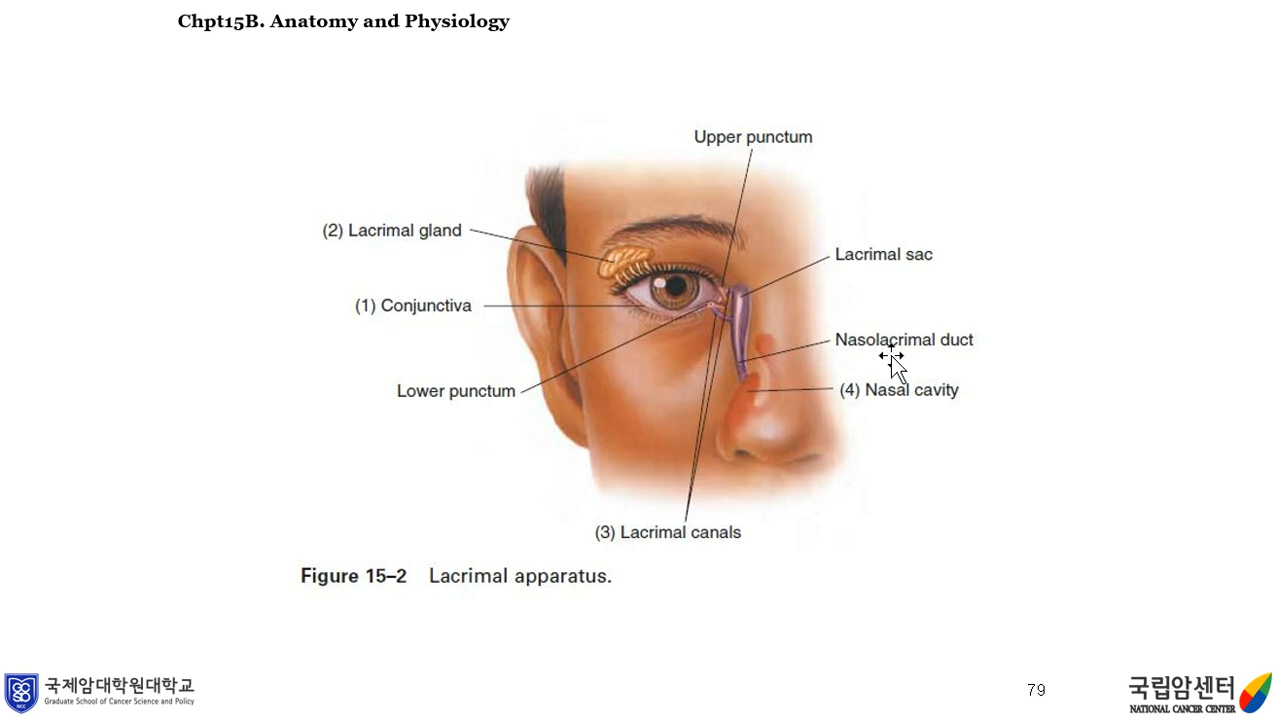 Chpt15B. Anatomy and Physiology
Upper punctum
(2) Lacrimal gland
Lacrimal sac
(1) Conjunctiva
Nasolacrimal duct
Lower punctum
(4) Nasal cavity
(3) Lacrimal canals
Figure 15–2 Lacrimal apparatus.
국제암대학원대학교
Graduate School of Cancer Science and Policy
NCC
79
국립암센터
NATIONAL CANCER CENTER